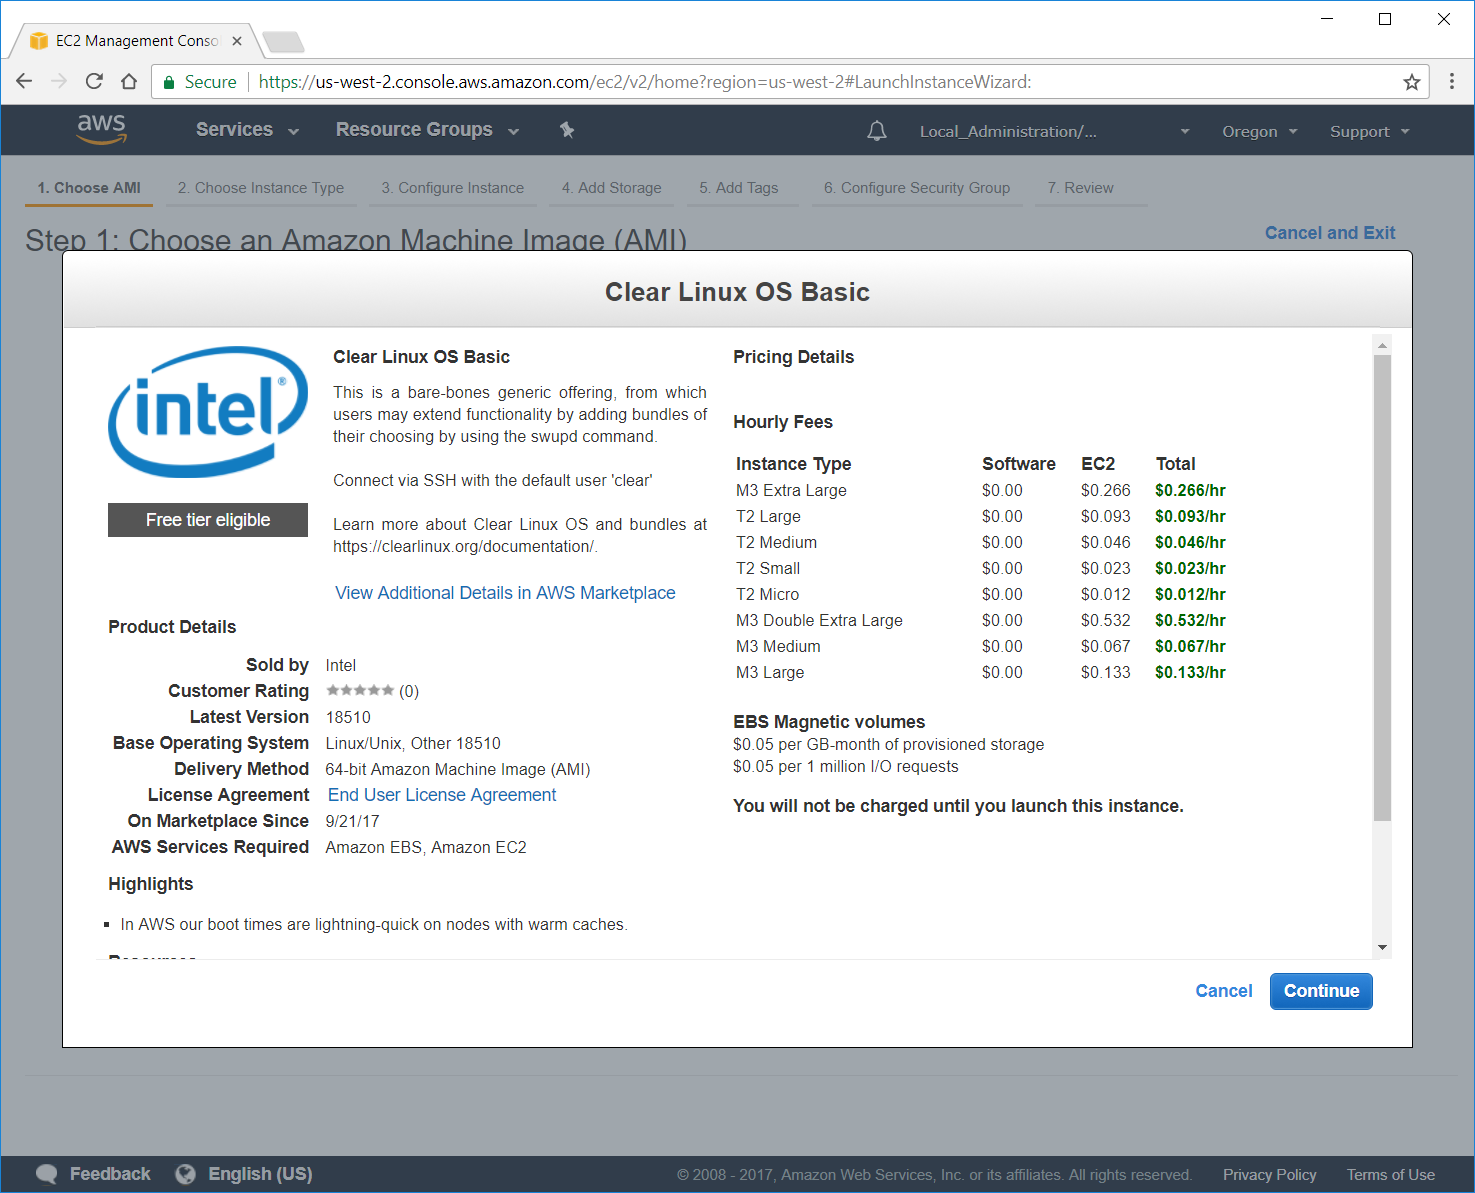 EC2 Management Conso
Secure
https://us-west-2.console.aws.amazon.com/ec2/v2/home?region=us-west-2#LaunchInstanceWizard:
aws
Services
Resource Groups
Local_Administration/...
Oregon
Support
1. Choose AMI
2. Choose Instance Type
3. Configure Instance
4. Add Storage
5. Add Tags
6. Configure Security Group
7. Review
Step 1: Choose an Amazon Machine Image (AMI)
Cancel and Exit
Clear Linux OS Basic
intel®
Free tier eligible
Clear Linux OS Basic
This is a bare-bones generic offering, from which
users may extend functionality by adding bundles of
their choosing by using the swupd command.
Connect via SSH with the default user 'clear'
Learn more about Clear Linux OS and bundles at
https://clearlinux.org/documentation/.
View Additional Details in AWS Marketplace
Product Details
Sold by Intel
Customer Rating (0)
Latest Version 18510
Base Operating System Linux/Unix, Other 18510
Delivery Method 64-bit Amazon Machine Image (AMI)
License Agreement End User License Agreement
On Marketplace Since 9/21/17
AWS Services Required Amazon EBS, Amazon EC2
Highlights
In AWS our boot times are lightning-quick on nodes with warm caches.
Resources
Pricing Details
Hourly Fees
Instance Type Software EC2 Total
M3 Extra Large $0.00 $0.266 $0.266/hr
T2 Large $0.00 $0.093 $0.093/hr
T2 Medium $0.00 $0.046 $0.046/hr
T2 Small $0.00 $0.023 $0.023/hr
T2 Micro $0.00 $0.012 $0.012/hr
M3 Double Extra Large $0.00 $0.532 $0.532/hr
M3 Medium $0.00 $0.067 $0.067/hr
M3 Large $0.00 $0.133 $0.133/hr
EBS Magnetic volumes
$0.05 per GB-month of provisioned storage
$0.05 per 1 million I/O requests
You will not be charged until you launch this instance.
Cancel
Continue
Feedback
English (US)
© 2008 - 2017, Amazon Web Services, Inc. or its affiliates. All rights reserved.
Privacy Policy
Terms of Use